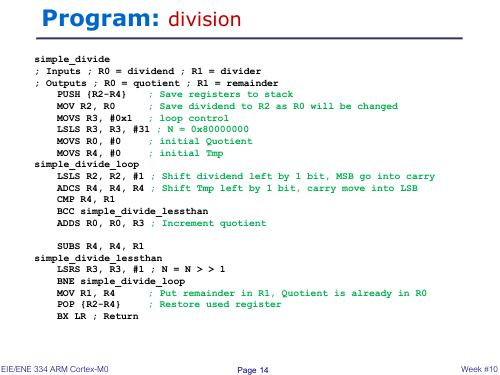 Program: division
simple_divide
; Inputs ; R0 = dividend ; R1 = divider
; Outputs ; R0 = quotient ; R1 = remainder
PUSH {R2-R4} ; Save registers to stack
MOV R2, R0 ; Save dividend to R2 as R0 will be changed
MOVS R3, #0x1 ; loop control
LSLS R3, R3, #31 ; N = 0x80000000
MOVS R0, #0 ; initial Quotient
MOVS R4, #0 ; initial Tmp
simple_divide_loop
LSLS R2, R2, #1 ; Shift dividend left by 1 bit, MSB go into carry
ADCS R4, R4, R4 ; Shift Tmp left by 1 bit, carry move into LSB
CMP R4, R1
BCC simple_divide_lessthan
ADDS R0, R0, R3 ; Increment quotient
SUBS R4, R4, R1
simple_divide_lessthan
LSRS R3, R3, #1 ; N = N > > 1
BNE simple_divide_loop
MOV R1, R4 ; Put remainder in R1, Quotient is already in R0
POP {R2-R4} ; Restore used register
BX LR ; Return
EIE/ENE 334 ARM Cortex-M0 Page 14 Week #10